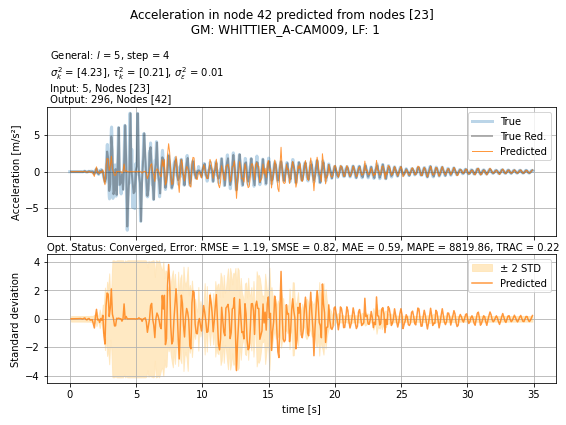 Acceleration in node 42 predicted from nodes [23]
GM: WHITTIER_A-CAM009, LF: 1
General: l = 5, step = 4
σ²ₖ = [4.23], τ²ₖ = [0.21], σ²ε = 0.01
Input: 5, Nodes [23]
Output: 296, Nodes [42]
Acceleration [m/s²]
5
0
−5
True
True Red.
Predicted
Opt. Status: Converged, Error: RMSE = 1.19, SMSE = 0.82, MAE = 0.59, MAPE = 8819.86, TRAC = 0.22
Standard deviation
4
2
0
−2
−4
± 2 STD
Predicted
0 5 10 15 20 25 30 35
time [s]